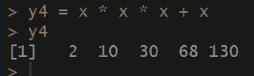 > y4 = x * x * x + x
> y4
[1]   2  10  30  68 130
>